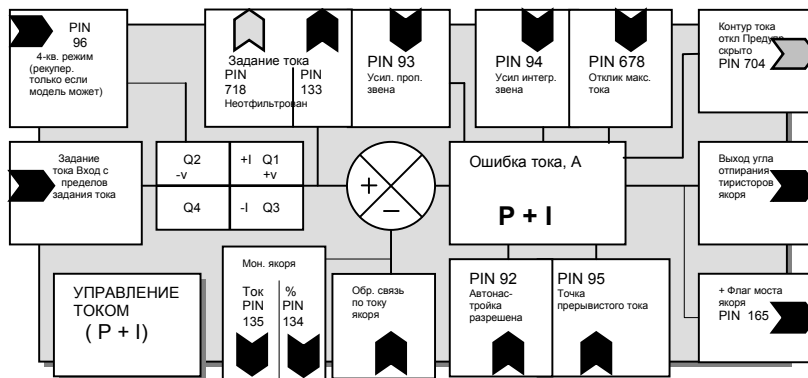 PIN
96
4-кв. режим
(рекупер.
только если
модель может)
Задание тока
PIN
718
PIN
133
Неотфильтрован
PIN 93
Усил. проп.
звена
PIN 94
Усил интегр.
звена
PIN 678
Отклик макс.
тока
Контур тока
откл Предупр
скрыто
PIN 704
Задание
тока Вход с
пределов
задания тока
Q2
-v
+I Q1
+v
Q4
-I Q3
+
–
Ошибка тока, А
P + I
Выход угла
отпирания
тиристоров
якоря
УПРАВЛЕНИЕ
ТОКОМ
( P + I)
Мон. якоря
Ток
PIN
135
%
PIN
134
Обр. связь
по току
якоря
PIN 92
Автонас-
тройка
разрешена
PIN 95
Точка
прерывистого тока
+ Флаг моста
якоря
PIN 165